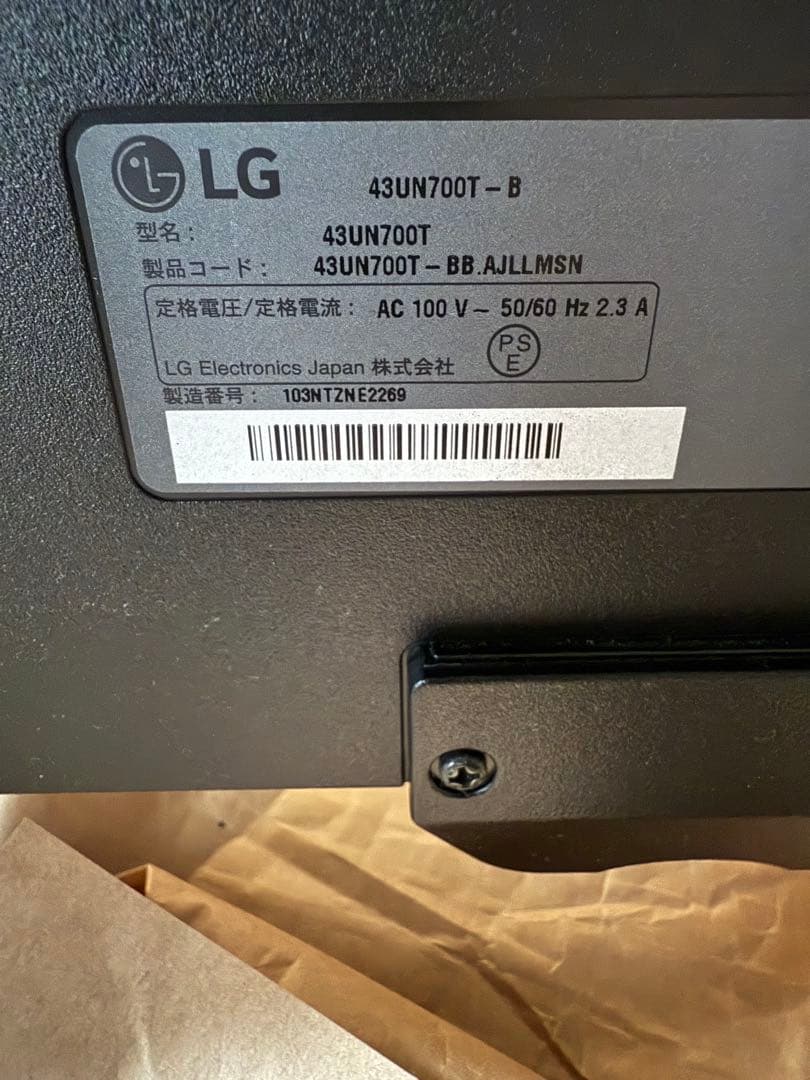 LG 43UN700T-B
型名: 43UN700T
製品コード: 43UN700T-BB.AJLLMSN
定格電圧/定格電流: AC 100 V~ 50/60 Hz 2.3 A
PS
E
LG Electronics Japan 株式会社
製造番号: 103NTZNE2269